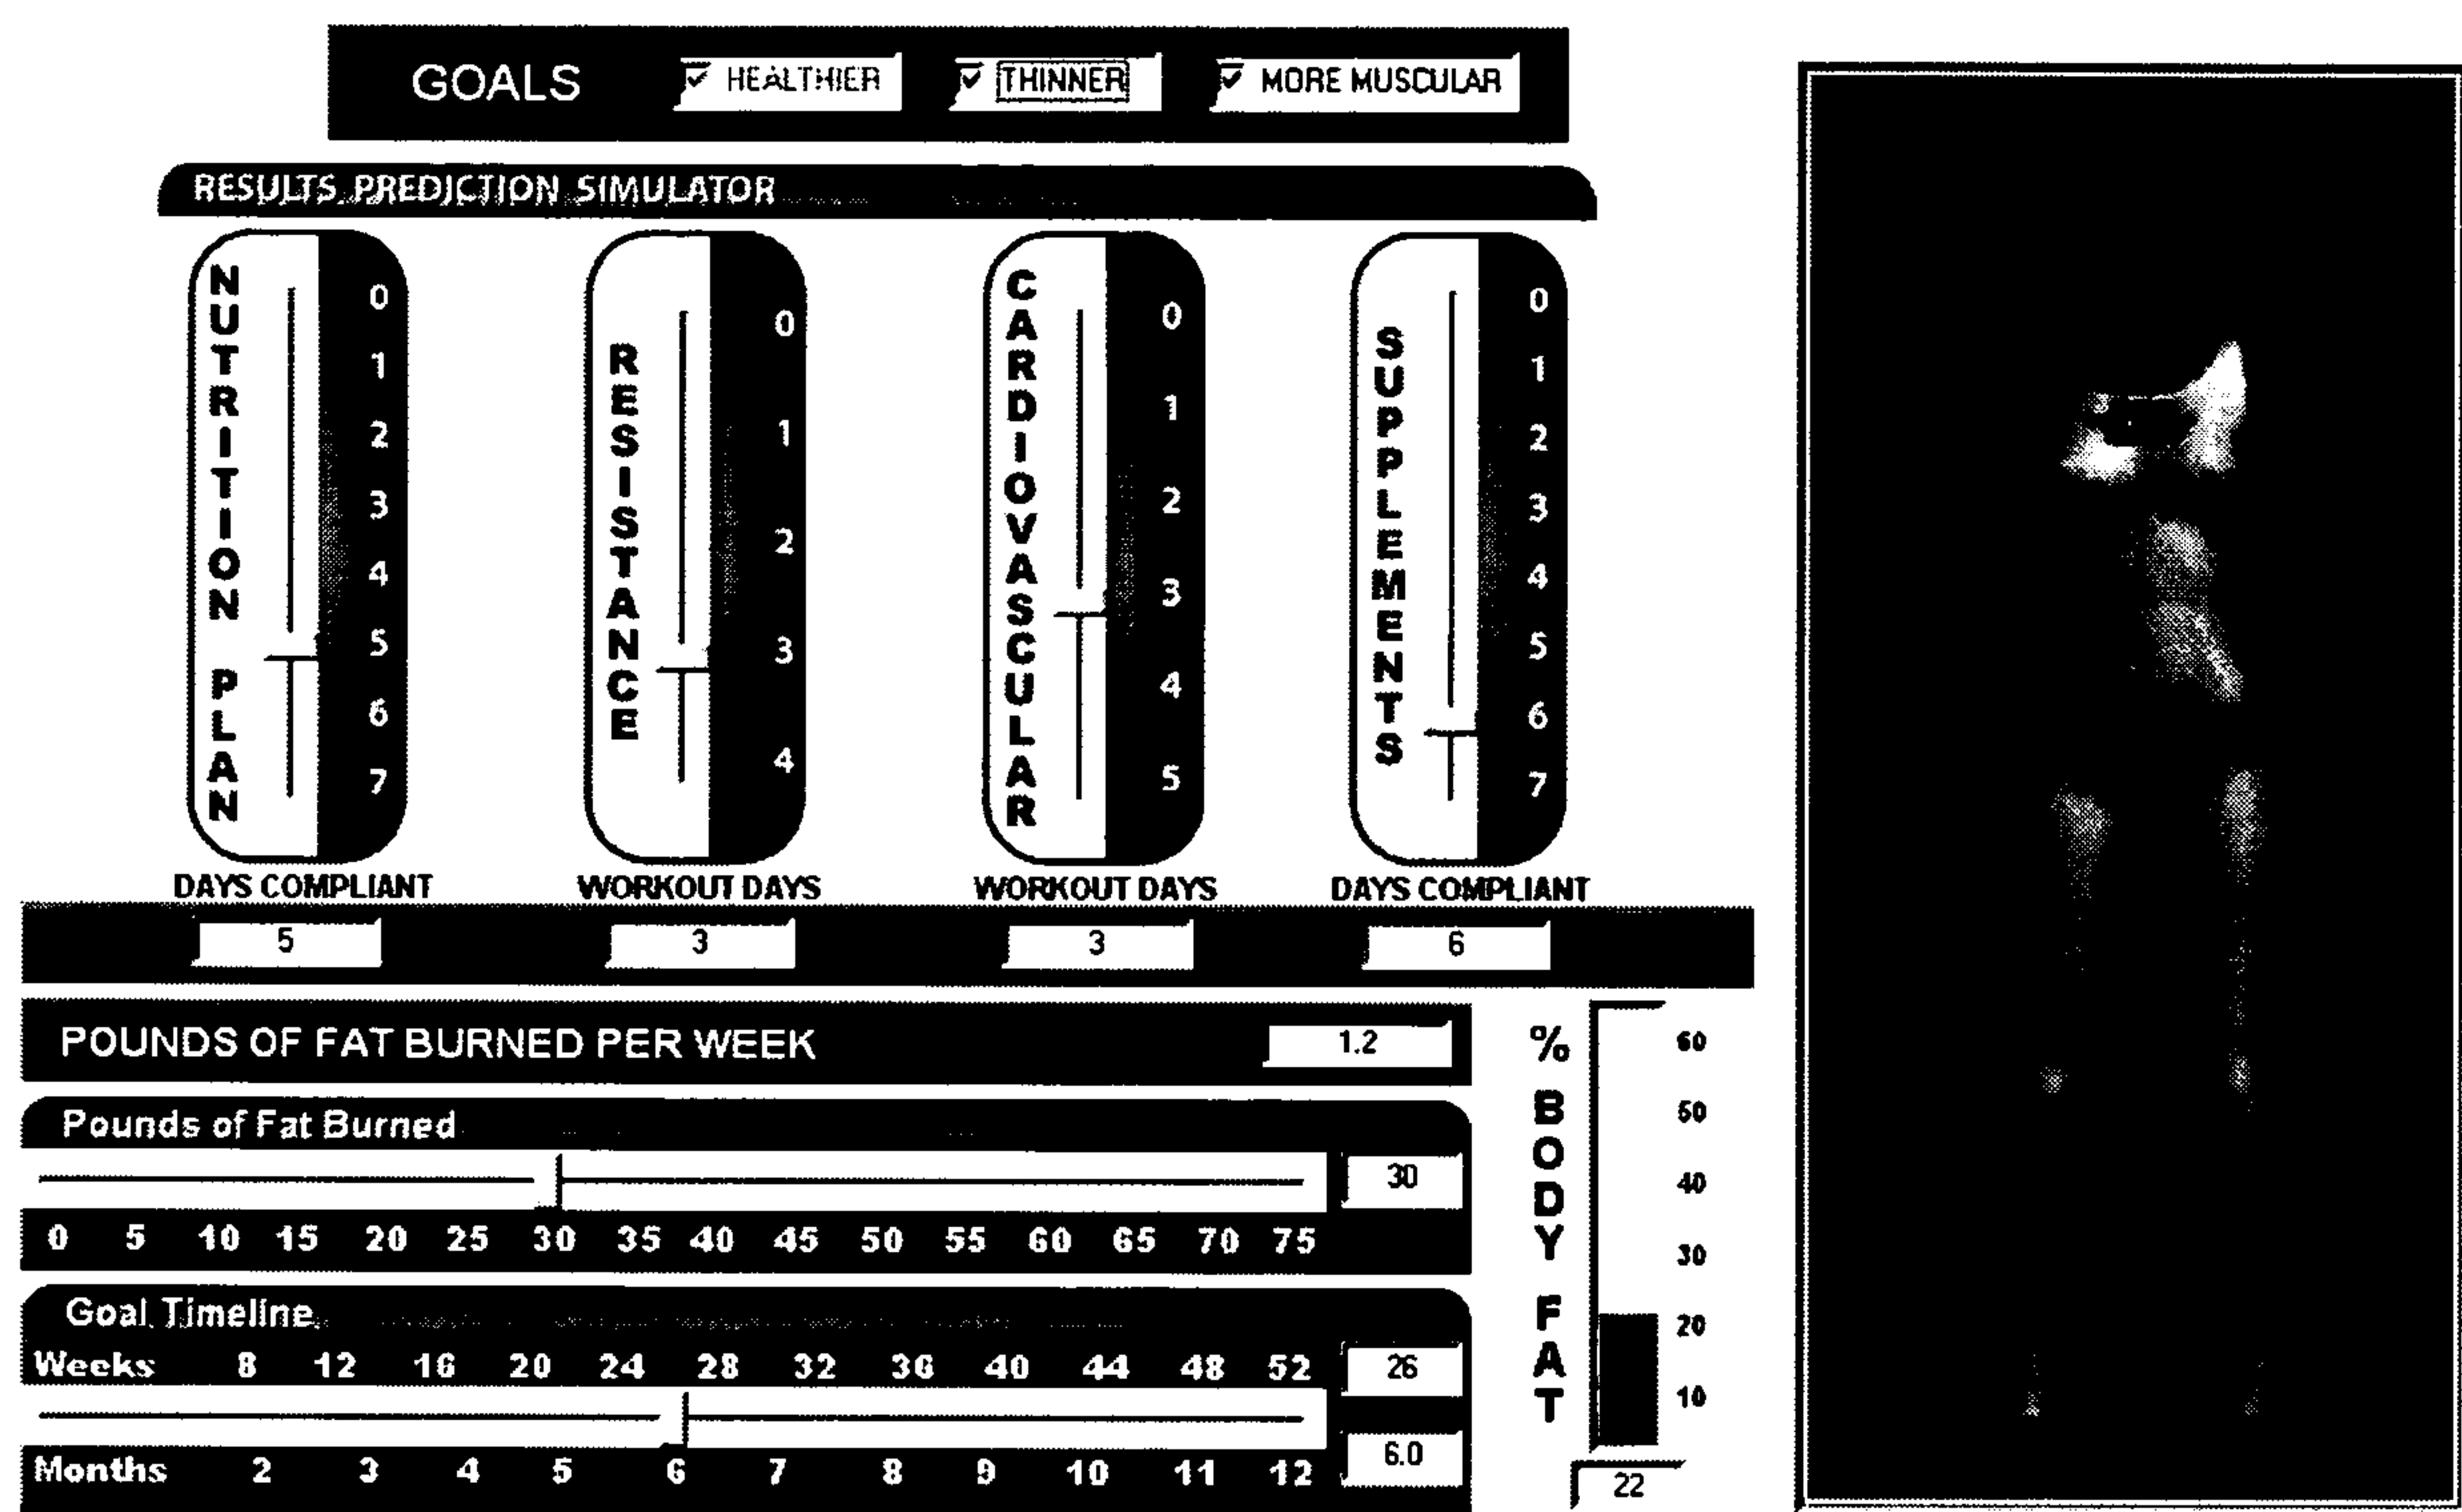 GOALS HEALTHIER THINNER MORE MUSCULAR
RESULTS PREDICTION SIMULATOR
NUTRITION PLAN
0
1
2
3
4
5
6
7
RESISTANCE
0
1
2
3
4
CARDIOVASCULAR
0
1
2
3
4
5
SUPPLEMENTS
0
1
2
3
4
5
6
7
DAYS COMPLIANT WORKOUT DAYS WORKOUT DAYS DAYS COMPLIANT
5 3 3 6
POUNDS OF FAT BURNED PER WEEK 1.2
Pounds of Fat Burned
30
0 5 10 15 20 25 30 35 40 45 50 55 60 65 70 75
Goal Timeline
Weeks 8 12 16 20 24 28 32 36 40 44 48 52 26
Months 2 3 4 5 6 7 8 9 10 11 12 6.0
% BODY FAT
60
50
40
30
20
10
22